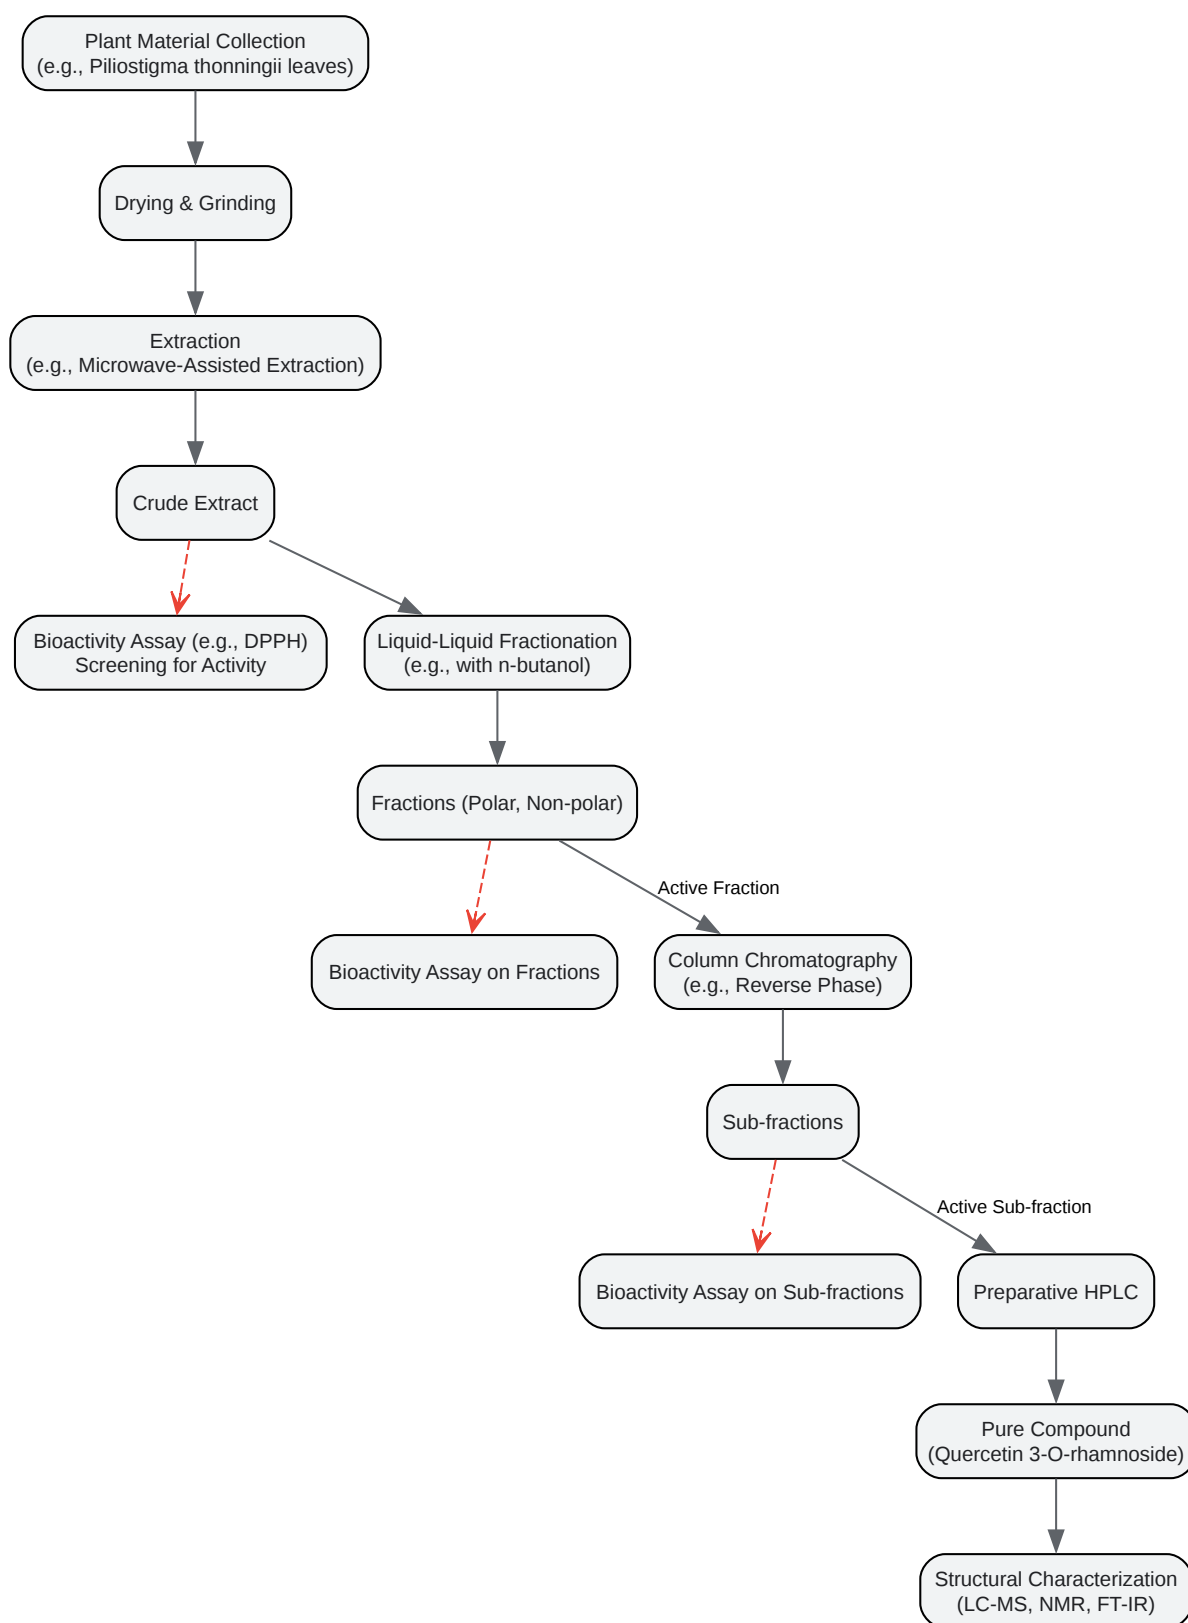 Plant Material Collection
(e.g., Piliostigma thonningii leaves)
Drying & Grinding
Extraction
(e.g., Microwave-Assisted Extraction)
Crude Extract
Bioactivity Assay (e.g., DPPH)
Screening for Activity
Liquid-Liquid Fractionation
(e.g., with n-butanol)
Fractions (Polar, Non-polar)
Active Fraction
Bioactivity Assay on Fractions
Column Chromatography
(e.g., Reverse Phase)
Sub-fractions
Active Sub-fraction
Bioactivity Assay on Sub-fractions
Preparative HPLC
Pure Compound
(Quercetin 3-O-rhamnoside)
Structural Characterization
(LC-MS, NMR, FT-IR)